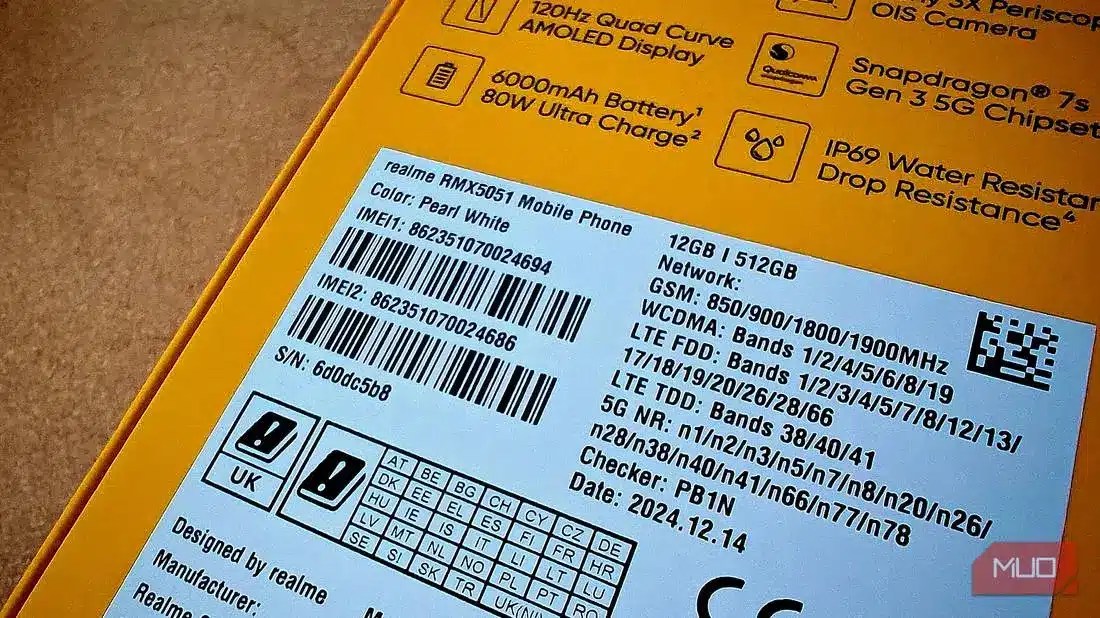 120Hz Quad Curve
AMOLED Display
3X Periscop
OIS Camera
6000mAh Battery¹
80W Ultra Charge²
Qualcomm
Snapdragon® 7s
Gen 3 5G Chipset
IP69 Water Resistan
Drop Resistance⁴
realme RMX5051 Mobile Phone
Color: Pearl White
IMEI1: 862351070024694
IMEI2: 862351070024686
S/N: 6d0dc5b8
12GB I 512GB
Network:
GSM: 850/900/1800/1900MHz
WCDMA: Bands 1/2/4/5/6/8/19
LTE FDD: Bands 1/2/3/4/5/7/8/12/13/
17/18/19/20/26/28/66
LTE TDD: Bands 38/40/41
5G NR: n1/n2/n3/n5/n7/n8/n20/n26/
n28/n38/n40/n41/n66/n77/n78
Checker: PB1N
Date: 2024.12.14
UK
AT BE BG CH CY CZ DE
DK EE EL ES FI FR HR
HU IE IS IT LI LT LU
LV MT NL NO PL PT RO
SE SI SK TR UK(NI)
Designed by realme
Manufacturer:
Realme
CE
MUO